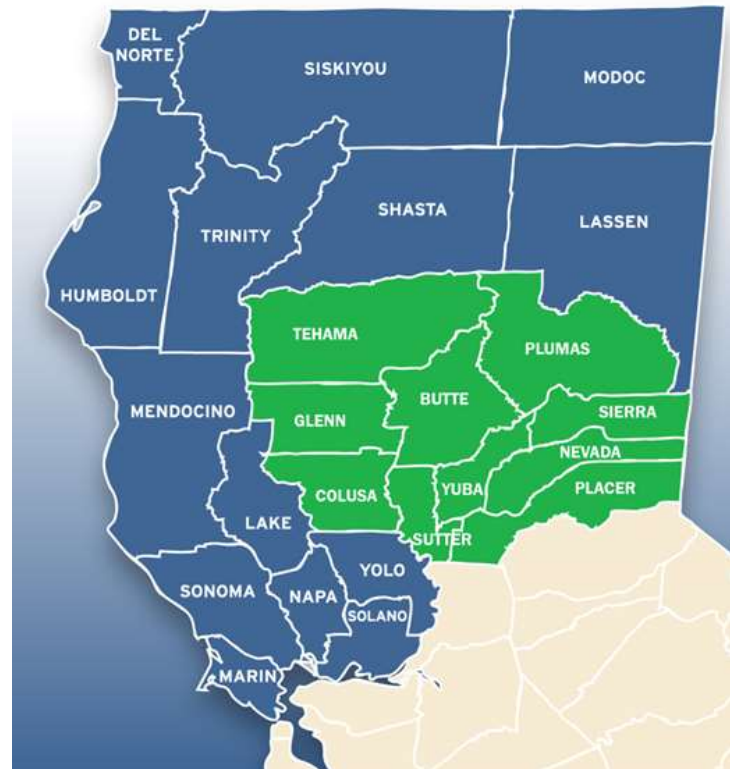 DEL
NORTE
SISKIYOU
MODOC
SHASTA
LASSEN
TRINITY
HUMBOLDT
TEHAMA
PLUMAS
BUTTE
MENDOCINO
GLENN
SIERRA
NEVADA
YUBA
PLACER
COLUSA
LAKE
SUTTER
YOLO
SONOMA
NAPA
SOLANO
MARIN